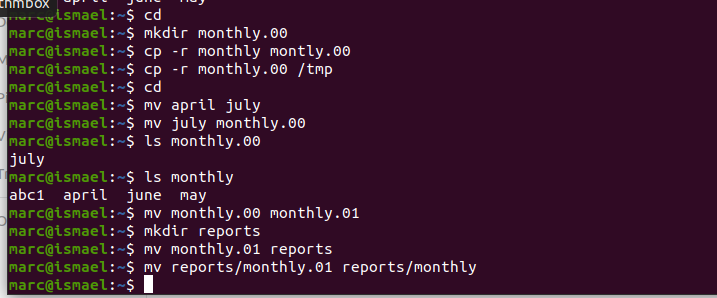 thmbox
marc@ismael:~$ cd
marc@ismael:~$ mkdir monthly.00
marc@ismael:~$ cp -r monthly montly.00
marc@ismael:~$ cp -r monthly.00 /tmp
marc@ismael:~$ cd
marc@ismael:~$ mv april july
marc@ismael:~$ mv july monthly.00
marc@ismael:~$ ls monthly.00
july
marc@ismael:~$ ls monthly
abc1  april  june  may
marc@ismael:~$ mv monthly.00 monthly.01
marc@ismael:~$ mkdir reports
marc@ismael:~$ mv monthly.01 reports
marc@ismael:~$ mv reports/monthly.01 reports/monthly
marc@ismael:~$